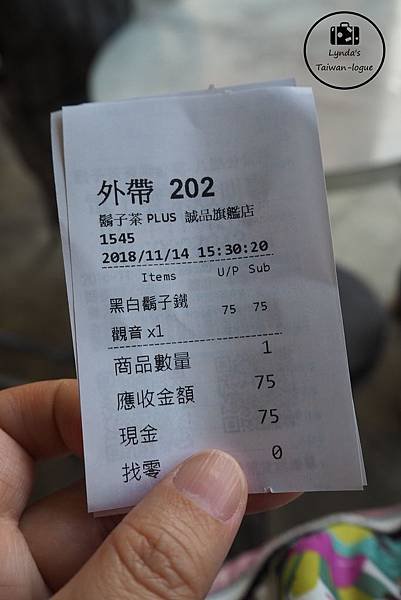 Lynda's
Taiwan-logue
外帶 202
鬍子茶 PLUS 誠品旗艦店
1545
2018/11/14 15:30:20
Items U/P Sub
黑白鬍子鐵 75 75
觀音 x1
商品數量 1
應收金額 75
現金 75
找零 0